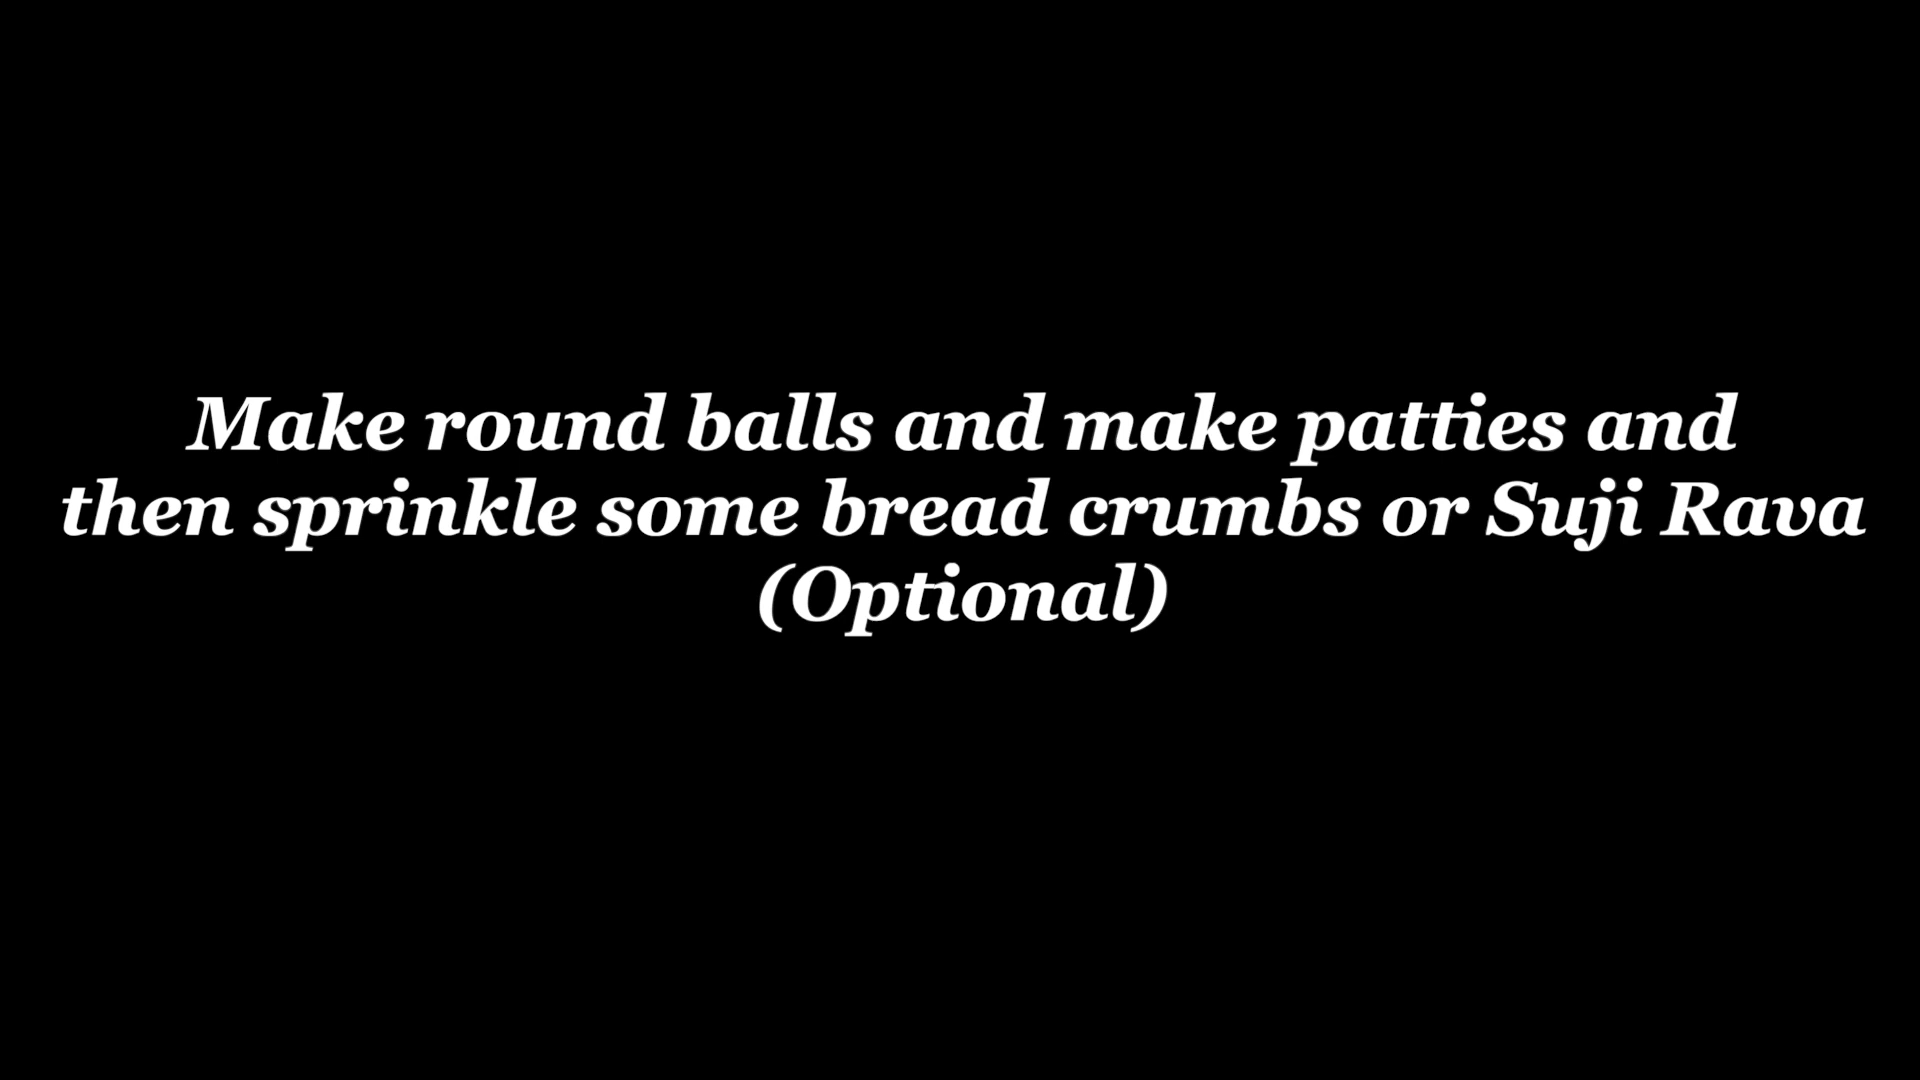 Make round balls and make patties and
then sprinkle some bread crumbs or Suji Rava
(Optional)